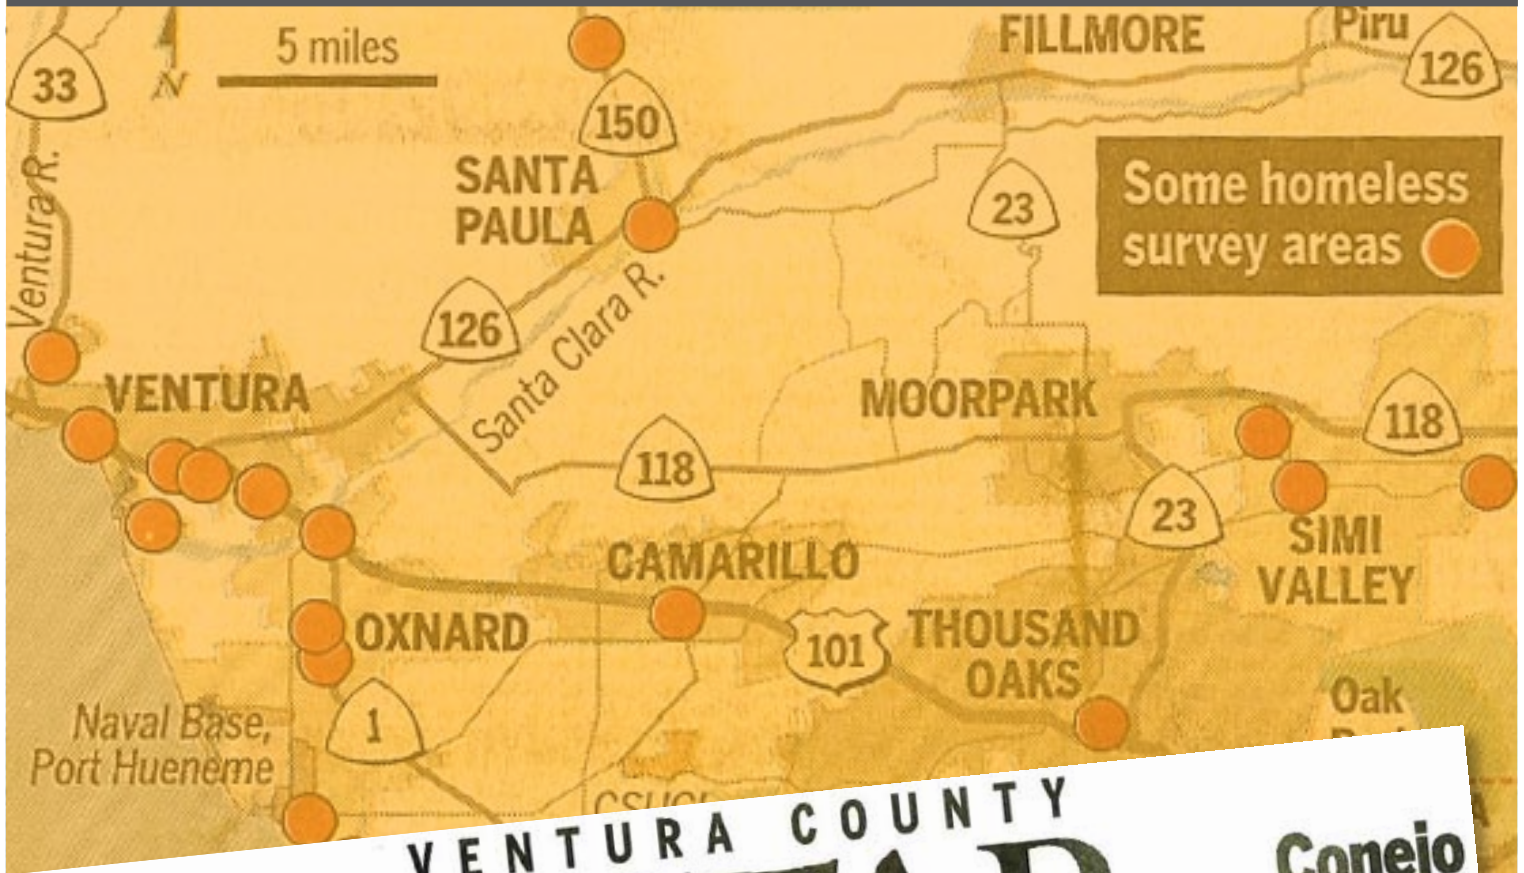 FILLMORE
Piru
5 miles
33
126
N
150
SANTA
PAULA
23
Some homeless
survey areas
Ventura R.
126
Santa Clara R.
VENTURA
MOORPARK
118
118
23
SIMI
VALLEY
CAMARILLO
OXNARD
101
THOUSAND
OAKS
Oak
1
Naval Base,
Port Hueneme
CSUCI
VENTURA COUNTY
Conejo